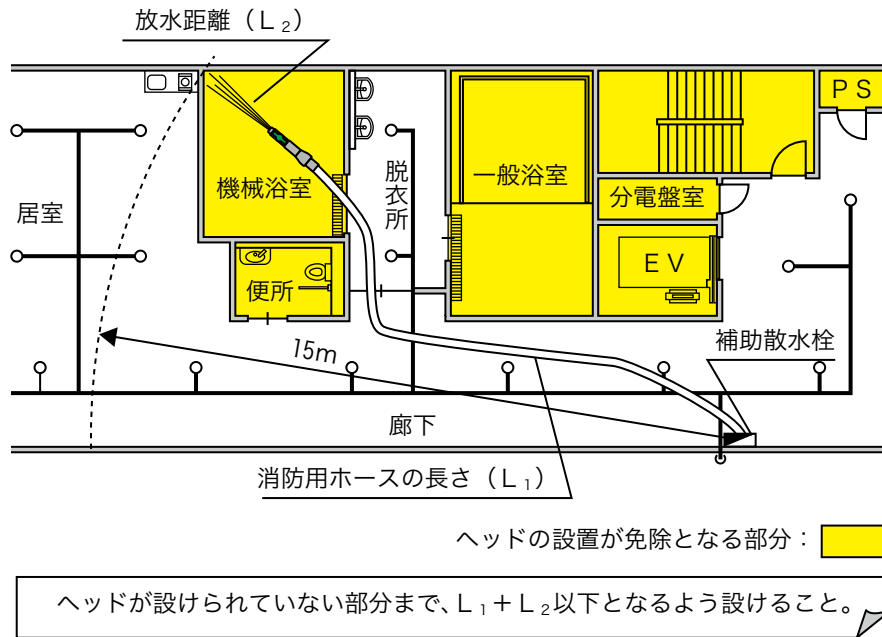 放水距離（L₂）
PS
機械浴室
脱衣所
一般浴室
分電盤室
居室
EV
便所
補助散水栓
15m
廊下
消防用ホースの長さ（L₁）
ヘッドの設置が免除となる部分：
ヘッドが設けられていない部分まで、L₁＋L₂以下となるよう設けること。